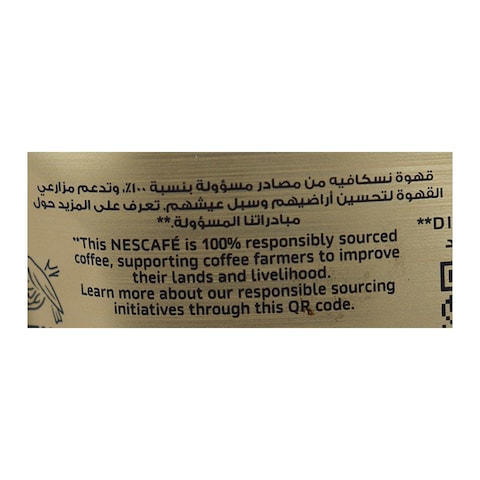 قهوة نسكافيه من مصادر مسؤولة بنسبة ١٠٠٪، وتدعم مزارعي
القهوة لتحسين أراضيهم وسبل عيشهم. تعرف على المزيد حول
مبادراتنا المسؤولة.**
**This NESCAFÉ is 100% responsibly sourced
coffee, supporting coffee farmers to improve
their lands and livelihood.
Learn more about our responsible sourcing
initiatives through this QR code.
**DI